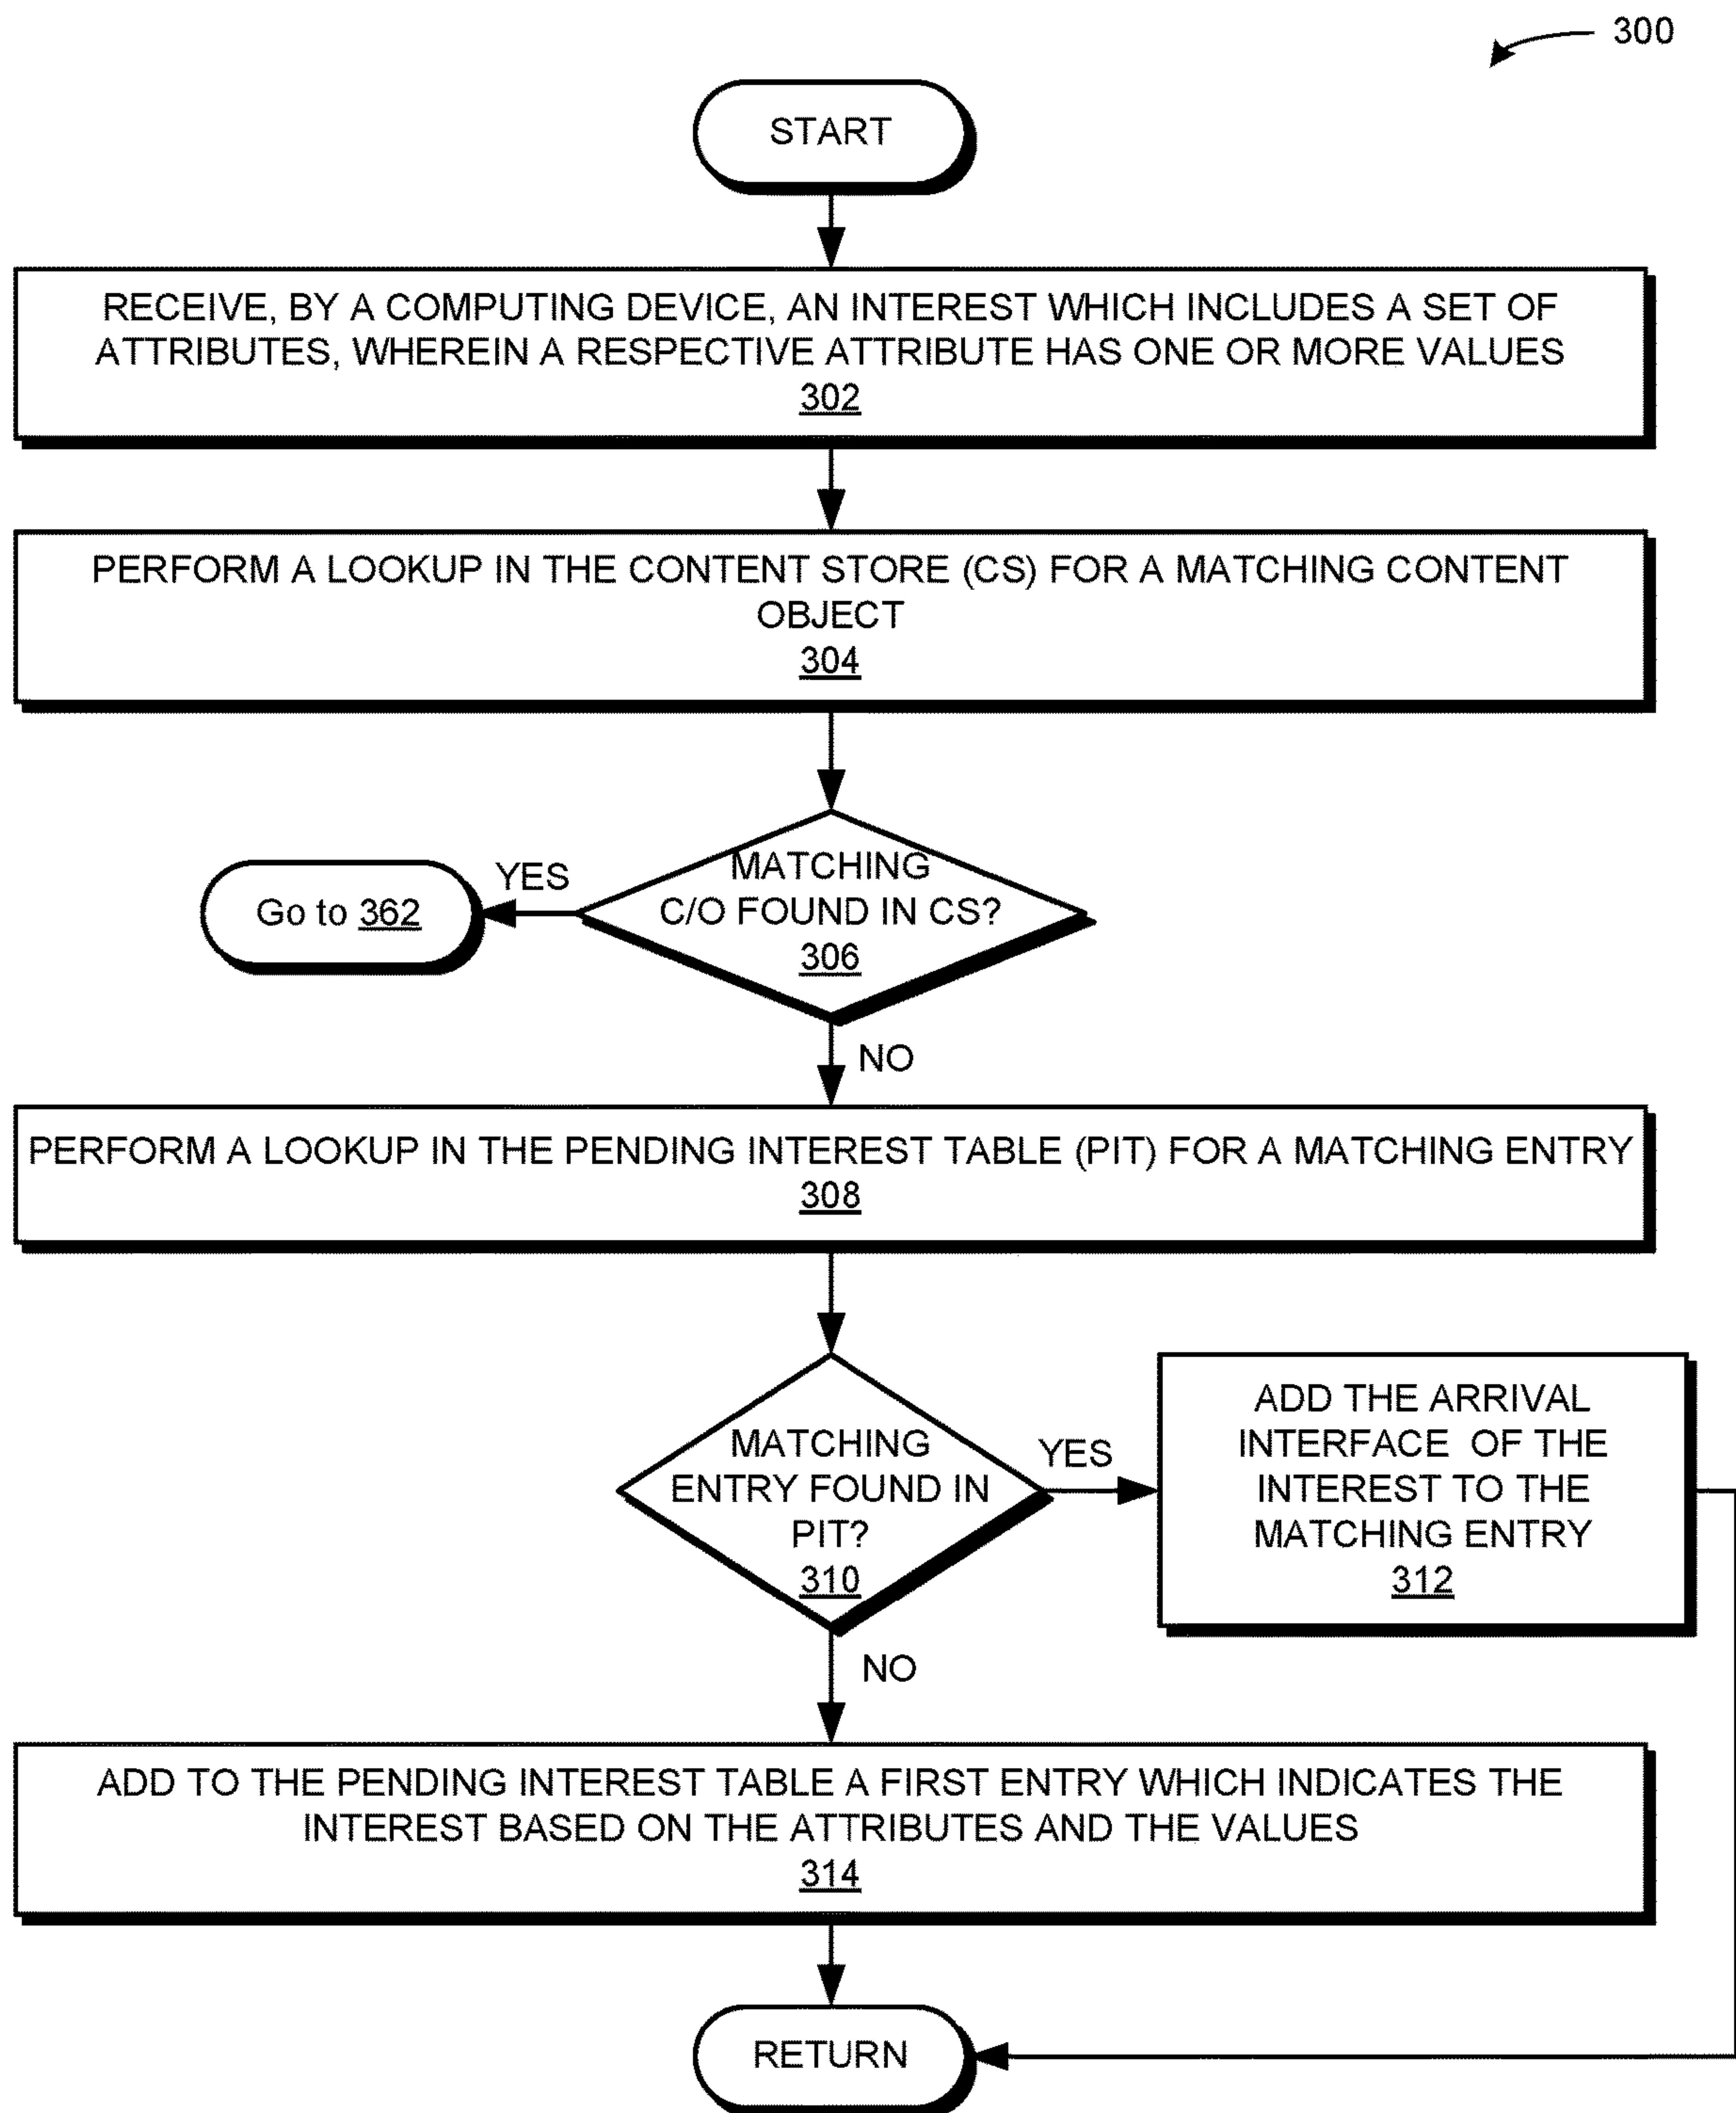 300
START
RECEIVE, BY A COMPUTING DEVICE, AN INTEREST WHICH INCLUDES A SET OF
ATTRIBUTES, WHEREIN A RESPECTIVE ATTRIBUTE HAS ONE OR MORE VALUES
302
PERFORM A LOOKUP IN THE CONTENT STORE (CS) FOR A MATCHING CONTENT
OBJECT
304
MATCHING
C/O FOUND IN CS?
306
YES
Go to 362
NO
PERFORM A LOOKUP IN THE PENDING INTEREST TABLE (PIT) FOR A MATCHING ENTRY
308
MATCHING
ENTRY FOUND IN
PIT?
310
YES
ADD THE ARRIVAL
INTERFACE OF THE
INTEREST TO THE
MATCHING ENTRY
312
NO
ADD TO THE PENDING INTEREST TABLE A FIRST ENTRY WHICH INDICATES THE
INTEREST BASED ON THE ATTRIBUTES AND THE VALUES
314
RETURN